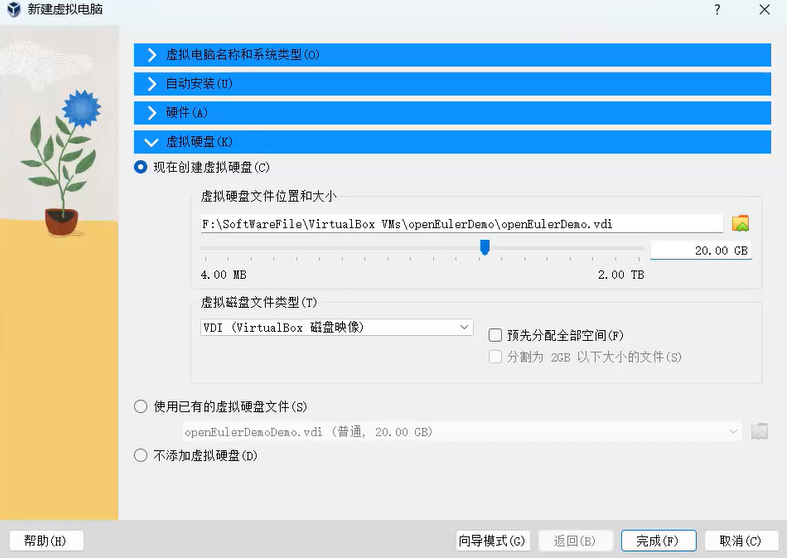 新建虚拟电脑 ?
虚拟电脑名称和系统类型(O)
自动安装(U)
硬件(A)
虚拟硬盘(K)
现在创建虚拟硬盘(C)
虚拟硬盘文件位置和大小
F:\SoftWareFile\VirtualBox VMs\openEulerDemo\openEulerDemo.vdi
20.00 GB
4.00 MB 2.00 TB
虚拟磁盘文件类型(T)
VDI (VirtualBox 磁盘映像)
预先分配全部空间(F)
分割为 2GB 以下大小的文件(S)
使用已有的虚拟硬盘文件(S)
openEulerDemoDemo.vdi (普通, 20.00 GB)
不添加虚拟硬盘(D)
帮助(H) 向导模式(G) 返回(B) 完成(F) 取消(C)